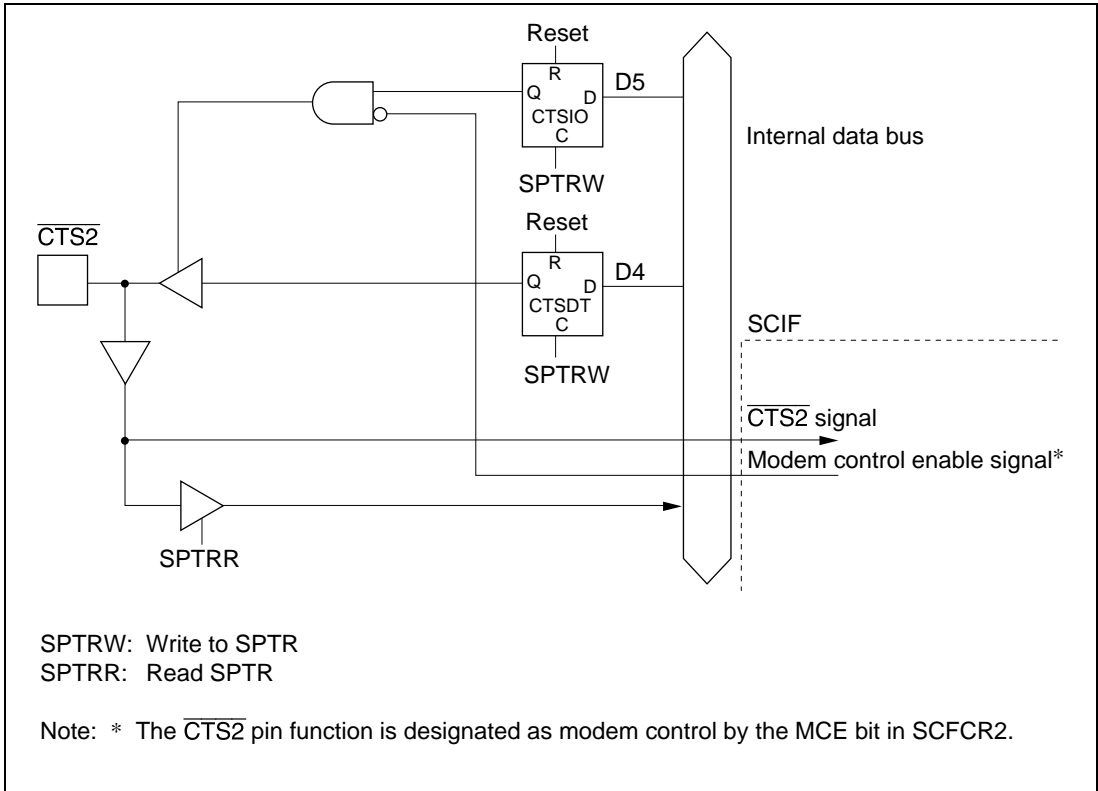 Reset
R
Q
D
CTSIO
C
D5
SPTRW
Internal data bus
Reset
R
Q
D
CTSDT
C
D4
SPTRW
CTS2
SCIF
CTS2 signal
Modem control enable signal*
SPTRR
SPTRW: Write to SPTR
SPTRR: Read SPTR
Note: * The CTS2 pin function is designated as modem control by the MCE bit in SCFCR2.